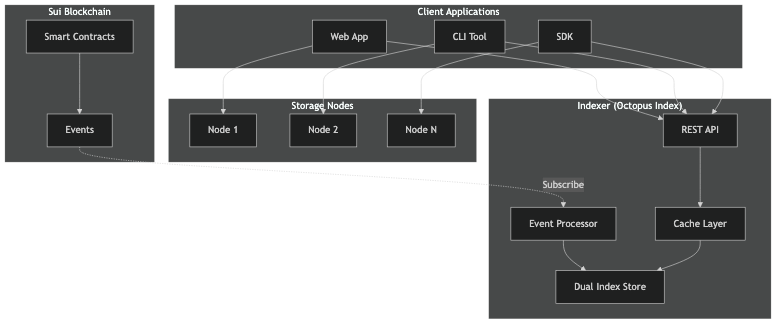 Sui Blockchain
Client Applications
Smart Contracts
Web App
CLI Tool
SDK
Storage Nodes
Indexer (Octopus Index)
Events
Node 1
Node 2
Node N
REST API
Subscribe
Event Processor
Cache Layer
Dual Index Store